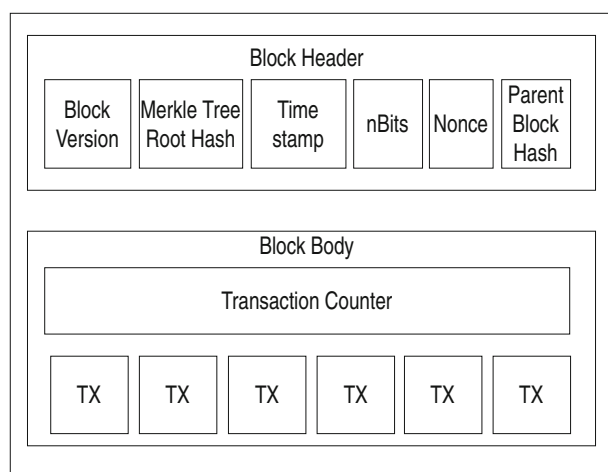 Block Header
Block
Version
Merkle Tree
Root Hash
Time
stamp
nBits
Nonce
Parent
Block
Hash
Block Body
Transaction Counter
TX
TX
TX
TX
TX
TX